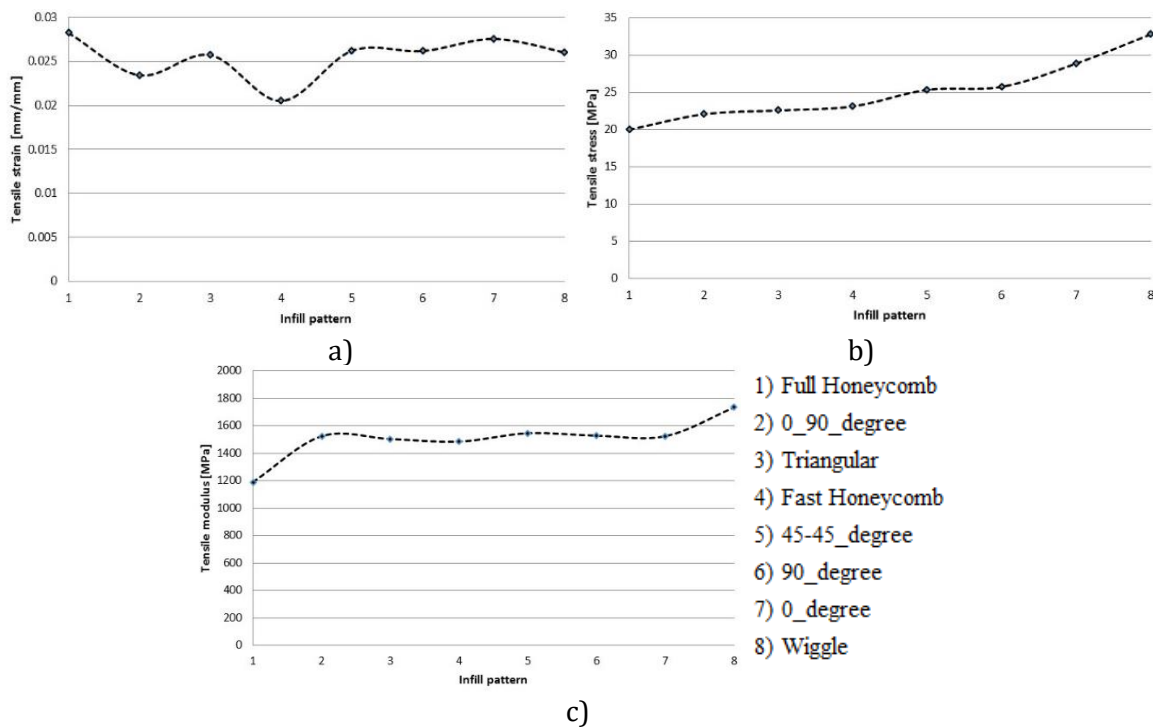 0.03
0.025
0.02
0.015
0.01
0.005
0
Tensile strain [mm/mm]
1 2 3 4 5 6 7 8
Infill pattern
a)
35
30
25
20
15
10
5
0
Tensile stress [MPa]
1 2 3 4 5 6 7 8
Infill pattern
b)
2000
1800
1600
1400
1200
1000
800
600
400
200
0
Tensile modulus [MPa]
1 2 3 4 5 6 7 8
Infill pattern
c)
1) Full Honeycomb
2) 0_90_degree
3) Triangular
4) Fast Honeycomb
5) 45-45_degree
6) 90_degree
7) 0_degree
8) Wiggle